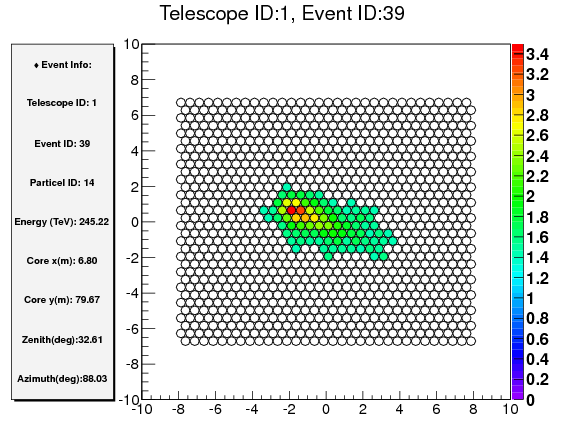 Telescope ID:1, Event ID:39
♦ Event Info:
Telescope ID: 1
Event ID: 39
Particel ID: 14
Energy (TeV): 245.22
Core x(m): 6.80
Core y(m): 79.67
Zenith(deg):32.61
Azimuth(deg):88.03
10
8
6
4
2
0
-2
-4
-6
-8
-10
-10 -8 -6 -4 -2 0 2 4 6 8 10
3.4
3.2
3
2.8
2.6
2.4
2.2
2
1.8
1.6
1.4
1.2
1
0.8
0.6
0.4
0.2
0